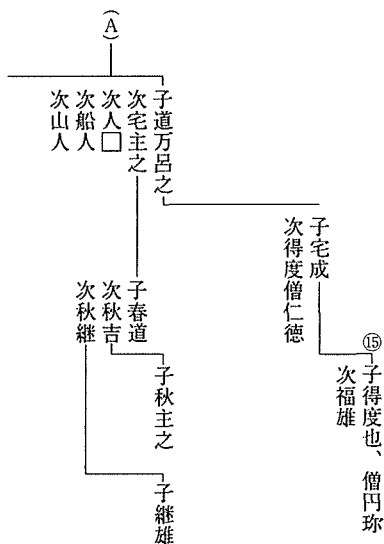 (A)
子道万呂之
次宅主之
次人□
次船人
次山人
子宅成
次得度僧仁徳
⑮子得度也、僧円珎
次福雄
子春道
次秋吉
次秋継
子秋主之
子継雄